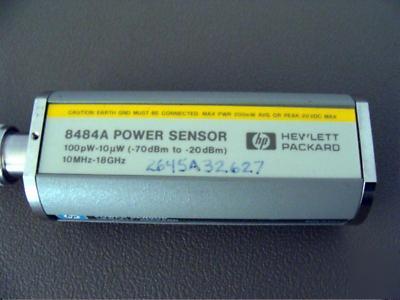 CAUTION: EARTH GND MUST BE CONNECTED. MAX PWR 200mW AVG. OR PEAK 20 VDC MAX
8484A POWER SENSOR
100pW-10µW (-70dBm to -20dBm)
10MHz-18GHz
hp HEWLETT
PACKARD
2645A32627